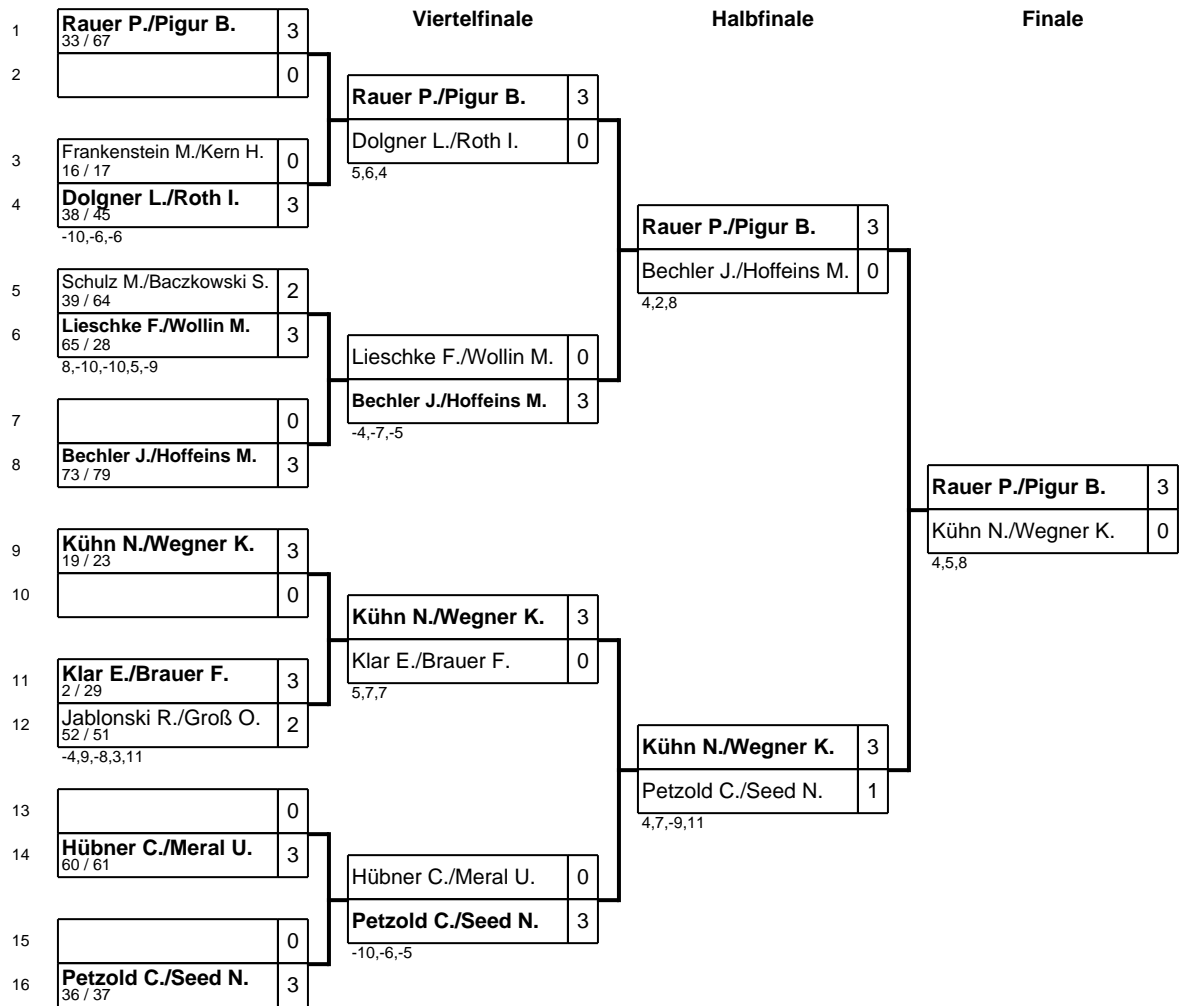 Viertelfinale Halbfinale Finale
1 Rauer P./Pigur B. 3
33 / 67
2 0
Rauer P./Pigur B. 3
Dolgner L./Roth I. 0
5,6,4
3 Frankenstein M./Kern H. 0
16 / 17
4 Dolgner L./Roth I. 3
38 / 45
-10,-6,-6
Rauer P./Pigur B. 3
Bechler J./Hoffeins M. 0
4,2,8
5 Schulz M./Baczkowski S. 2
39 / 64
6 Lieschke F./Wollin M. 3
65 / 28
8,-10,-10,5,-9
Lieschke F./Wollin M. 0
Bechler J./Hoffeins M. 3
-4,-7,-5
7 0
8 Bechler J./Hoffeins M. 3
73 / 79
Rauer P./Pigur B. 3
Kühn N./Wegner K. 0
4,5,8
9 Kühn N./Wegner K. 3
19 / 23
10 0
Kühn N./Wegner K. 3
Klar E./Brauer F. 0
5,7,7
11 Klar E./Brauer F. 3
2 / 29
12 Jablonski R./Groß O. 2
52 / 51
-4,9,-8,3,11
Kühn N./Wegner K. 3
Petzold C./Seed N. 1
4,7,-9,11
13 0
14 Hübner C./Meral U. 3
60 / 61
Hübner C./Meral U. 0
Petzold C./Seed N. 3
-10,-6,-5
15 0
16 Petzold C./Seed N. 3
36 / 37